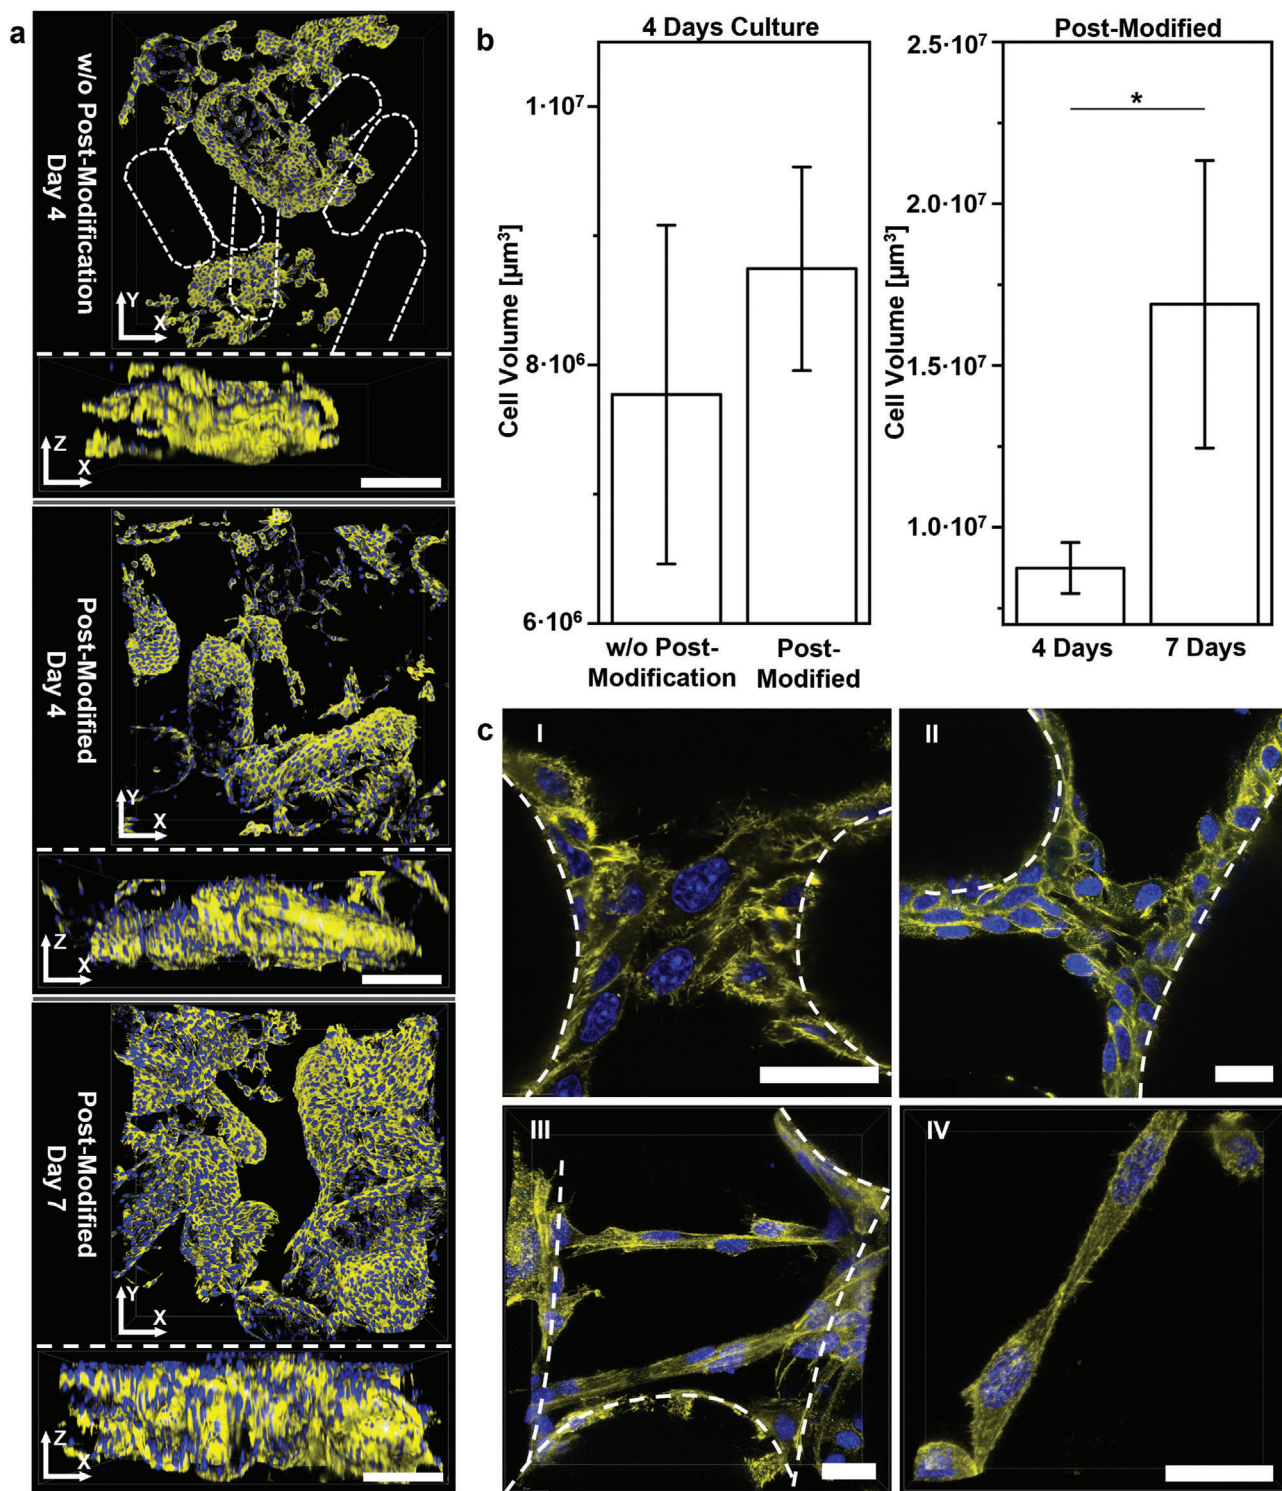 a
w/o Post-Modification
Day 4
Y
X
Z
X
Post-Modified
Day 4
Y
X
Z
X
Post-Modified
Day 7
Y
X
Z
X
b
4 Days Culture
Cell Volume [µm³]
1·10⁷
8·10⁶
6·10⁶
w/o Post-
Modification
Post-
Modified
Post-Modified
Cell Volume [µm³]
2.5·10⁷
2.0·10⁷
1.5·10⁷
1.0·10⁷
*
4 Days
7 Days
c
I
II
III
IV